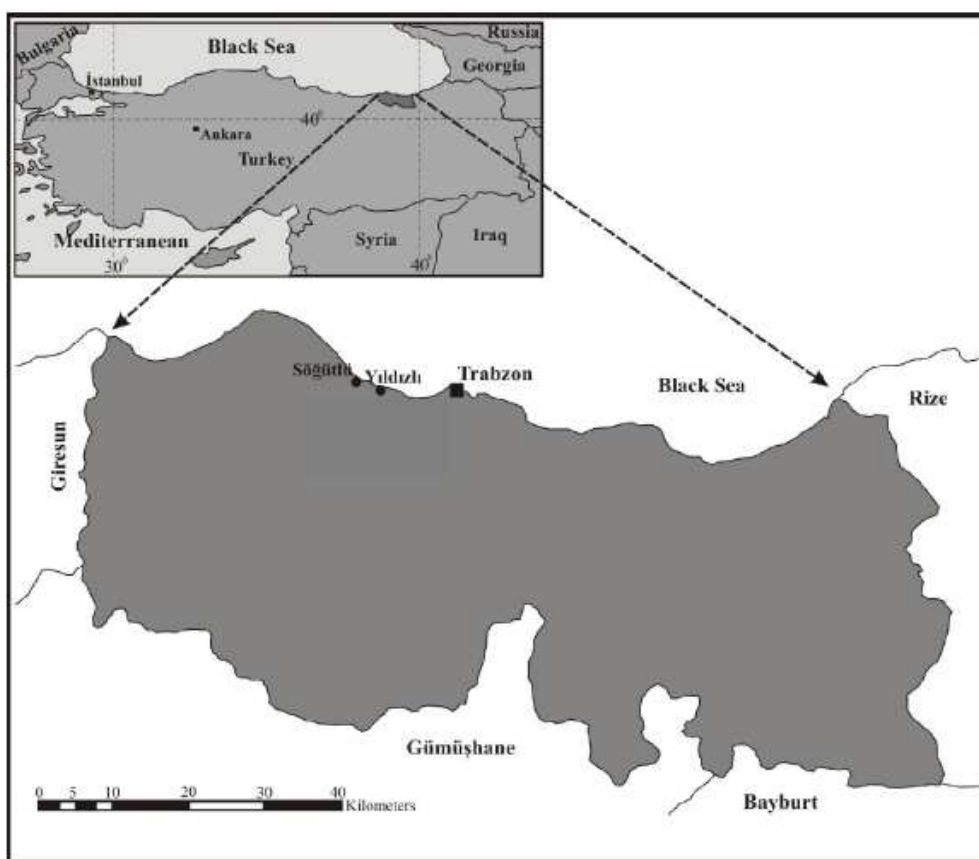 Bulgaria
Black Sea
Russia
Georgia
İstanbul
40°
Ankara
Turkey
Mediterranean
Syria
Iraq
30°
40°
Söğütlü
Yıldızlı
Trabzon
Black Sea
Rize
Giresun
Gümüşhane
Bayburt
0 5 10 20 30 40
Kilometers